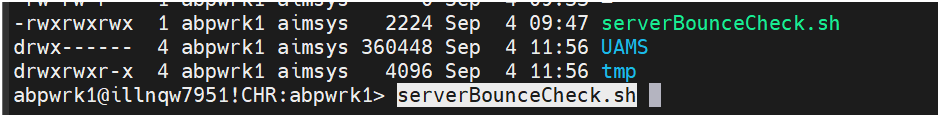 -rwxrwxrwx 1 abpwrk1 aimsys 2224 Sep 4 09:47 serverBounceCheck.sh
drwx------ 4 abpwrk1 aimsys 360448 Sep 4 11:56 UAMS
drwxrwxr-x 4 abpwrk1 aimsys 4096 Sep 4 11:56 tmp
abpwrk1@illnqw7951!CHR:abpwrk1> serverBounceCheck.sh